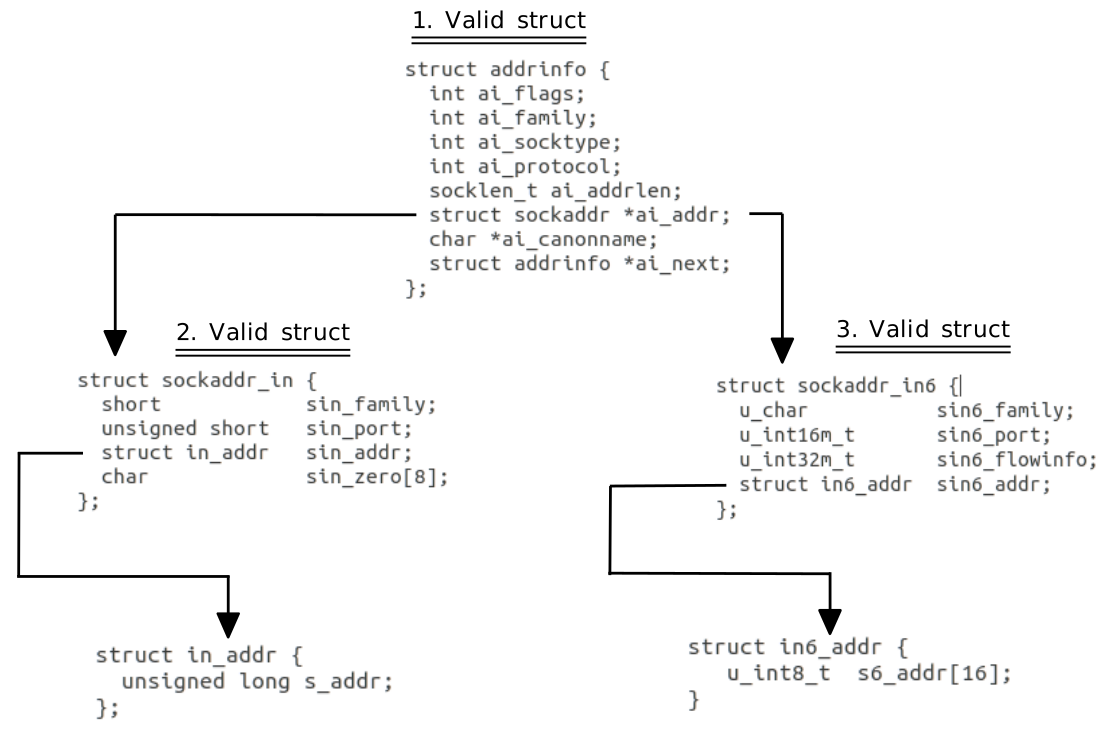 1. Valid struct
struct addrinfo {
int ai_flags;
int ai_family;
int ai_socktype;
int ai_protocol;
socklen_t ai_addrlen;
struct sockaddr *ai_addr;
char *ai_canonname;
struct addrinfo *ai_next;
};
2. Valid struct
struct sockaddr_in {
short sin_family;
unsigned short sin_port;
struct in_addr sin_addr;
char sin_zero[8];
};
struct in_addr {
unsigned long s_addr;
};
3. Valid struct
struct sockaddr_in6 {
u_char sin6_family;
u_int16m_t sin6_port;
u_int32m_t sin6_flowinfo;
struct in6_addr sin6_addr;
};
struct in6_addr {
u_int8_t s6_addr[16];
}